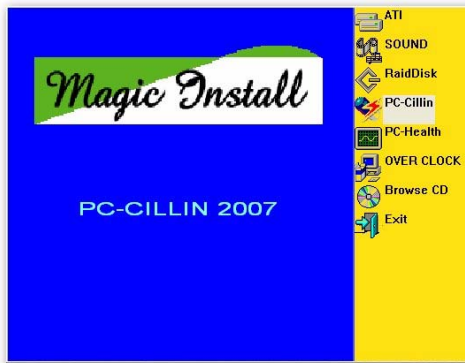 Magic Install
PC-CILLIN 2007
ATI
SOUND
RaidDisk
PC-Cillin
PC-Health
OVER CLOCK
Browse CD
Exit